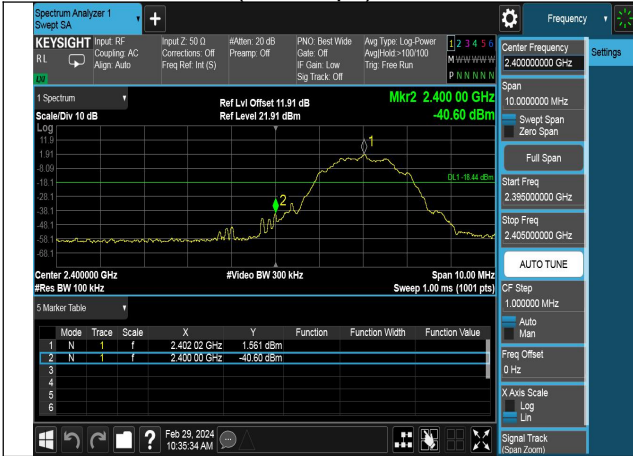 Spectrum Analyzer 1
Swept SA
+
Frequency
KEYSIGHT
RL
LXI
Input: RF
Coupling: AC
Align: Auto
Input Z: 50 Ω
Corrections: Off
Freq Ref: Int (S)
#Atten: 20 dB
Preamp: Off
PNO: Best Wide
Gate: Off
IF Gain: Low
Sig Track: Off
Avg Type: Log-Power
Avg|Hold:>100/100
Trig: Free Run
1 2 3 4 5 6
M W W W W W
P N N N N N
1 Spectrum
Scale/Div 10 dB
Ref Lvl Offset 11.91 dB
Ref Level 21.91 dBm
Mkr2 2.400 00 GHz
-40.60 dBm
Log
11.9
1.91
-8.09
-18.1
-28.1
-38.1
-48.1
-58.1
-68.1
1
2
DL1 -18.44 dBm
Center 2.400000 GHz
#Res BW 100 kHz
#Video BW 300 kHz
Span 10.00 MHz
Sweep 1.00 ms (1001 pts)
5 Marker Table
Mode Trace Scale X Y Function Function Width Function Value
1 N 1 f 2.402 02 GHz 1.561 dBm
2 N 1 f 2.400 00 GHz -40.60 dBm
3
4
5
6
Feb 29, 2024
10:35:34 AM
Settings
Center Frequency
2.400000000 GHz
Span
10.0000000 MHz
Swept Span
Zero Span
Full Span
Start Freq
2.395000000 GHz
Stop Freq
2.405000000 GHz
AUTO TUNE
CF Step
1.000000 MHz
Auto
Man
Freq Offset
0 Hz
X Axis Scale
Log
Lin
Signal Track
(Span Zoom)